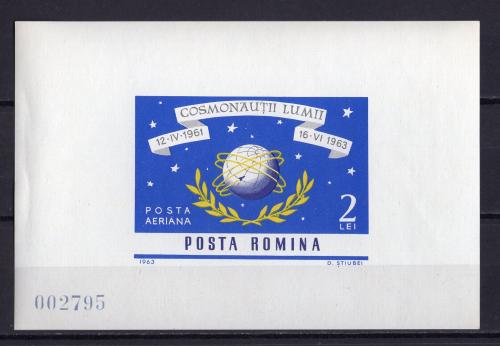 COSMONAUȚII LUMII
12·IV·1961
16·VI 1963
POSTA
AERIANA
2
LEI
POSTA ROMINA
1963
D. ȘTIUBEI
002795